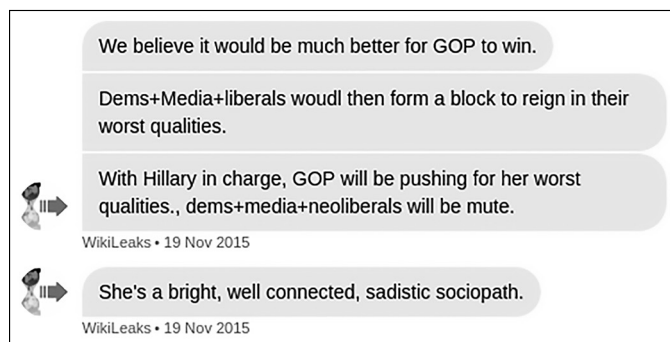 We believe it would be much better for GOP to win.
Dems+Media+liberals woudl then form a block to reign in their
worst qualities.
With Hillary in charge, GOP will be pushing for her worst
qualities., dems+media+neoliberals will be mute.
WikiLeaks • 19 Nov 2015
She's a bright, well connected, sadistic sociopath.
WikiLeaks • 19 Nov 2015